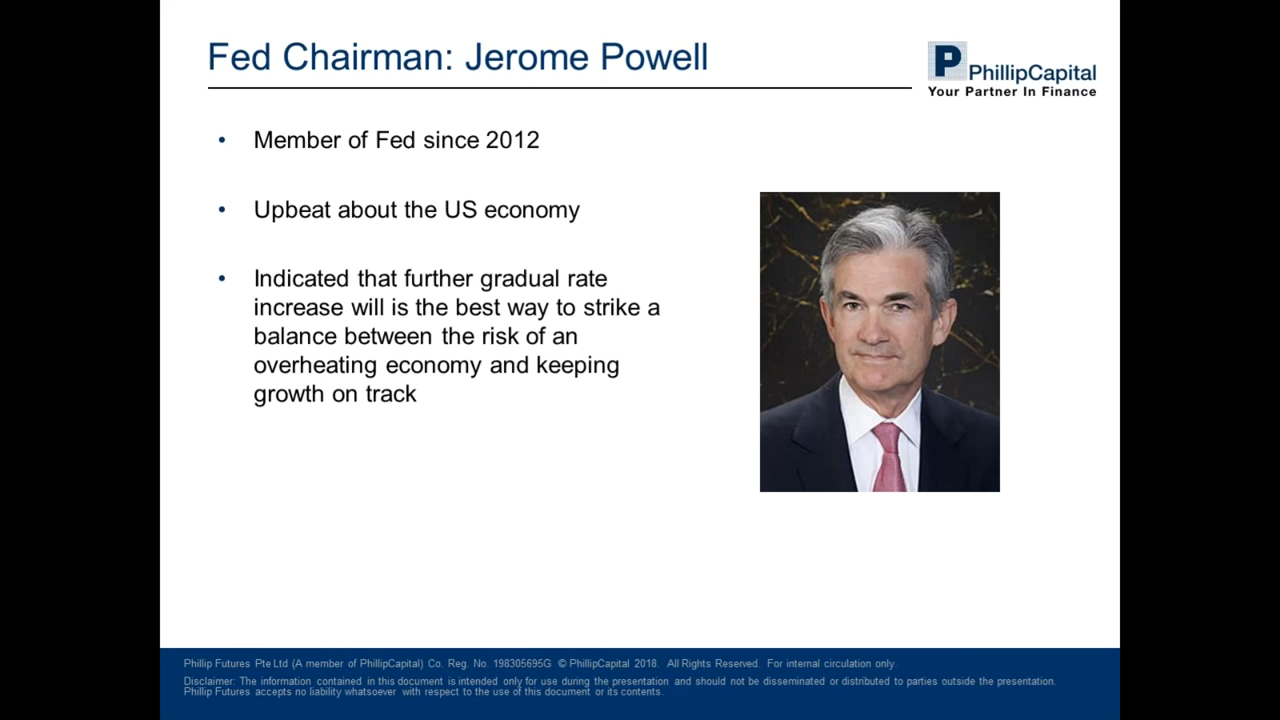 Fed Chairman: Jerome Powell
P PhillipCapital
Your Partner In Finance
• Member of Fed since 2012
• Upbeat about the US economy
• Indicated that further gradual rate
increase will is the best way to strike a
balance between the risk of an
overheating economy and keeping
growth on track
Phillip Futures Pte Ltd (A member of PhillipCapital) Co. Reg. No. 198305695G © PhillipCapital 2018. All Rights Reserved. For internal circulation only.
Disclaimer: The information contained in this document is intended only for use during the presentation and should not be disseminated or distributed to parties outside the presentation.
Phillip Futures accepts no liability whatsoever with respect to the use of this document or its contents.